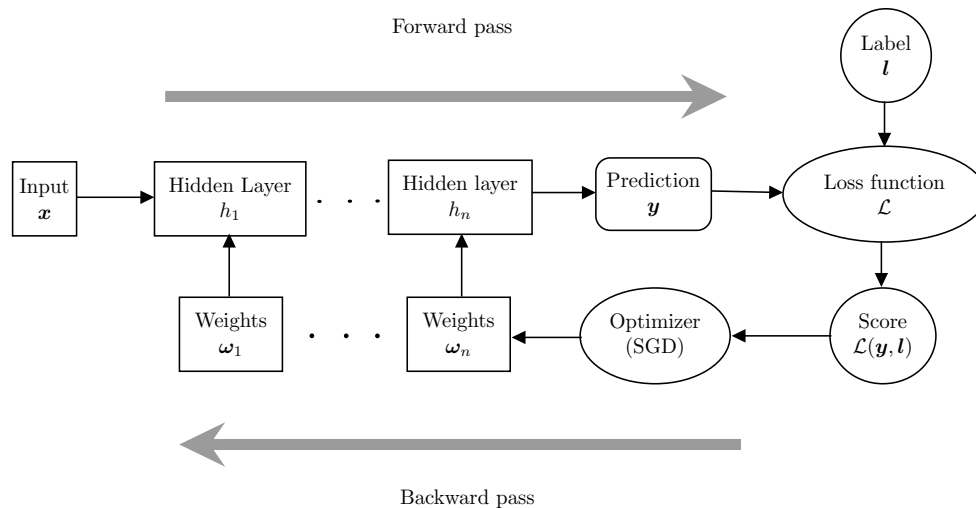 Forward pass
Label
l
Input
x
Hidden Layer
h₁
. . .
Hidden layer
hₙ
Prediction
y
Loss function
ℒ
Weights
ω₁
. . .
Weights
ωₙ
Optimizer
(SGD)
Score
ℒ(y, l)
Backward pass